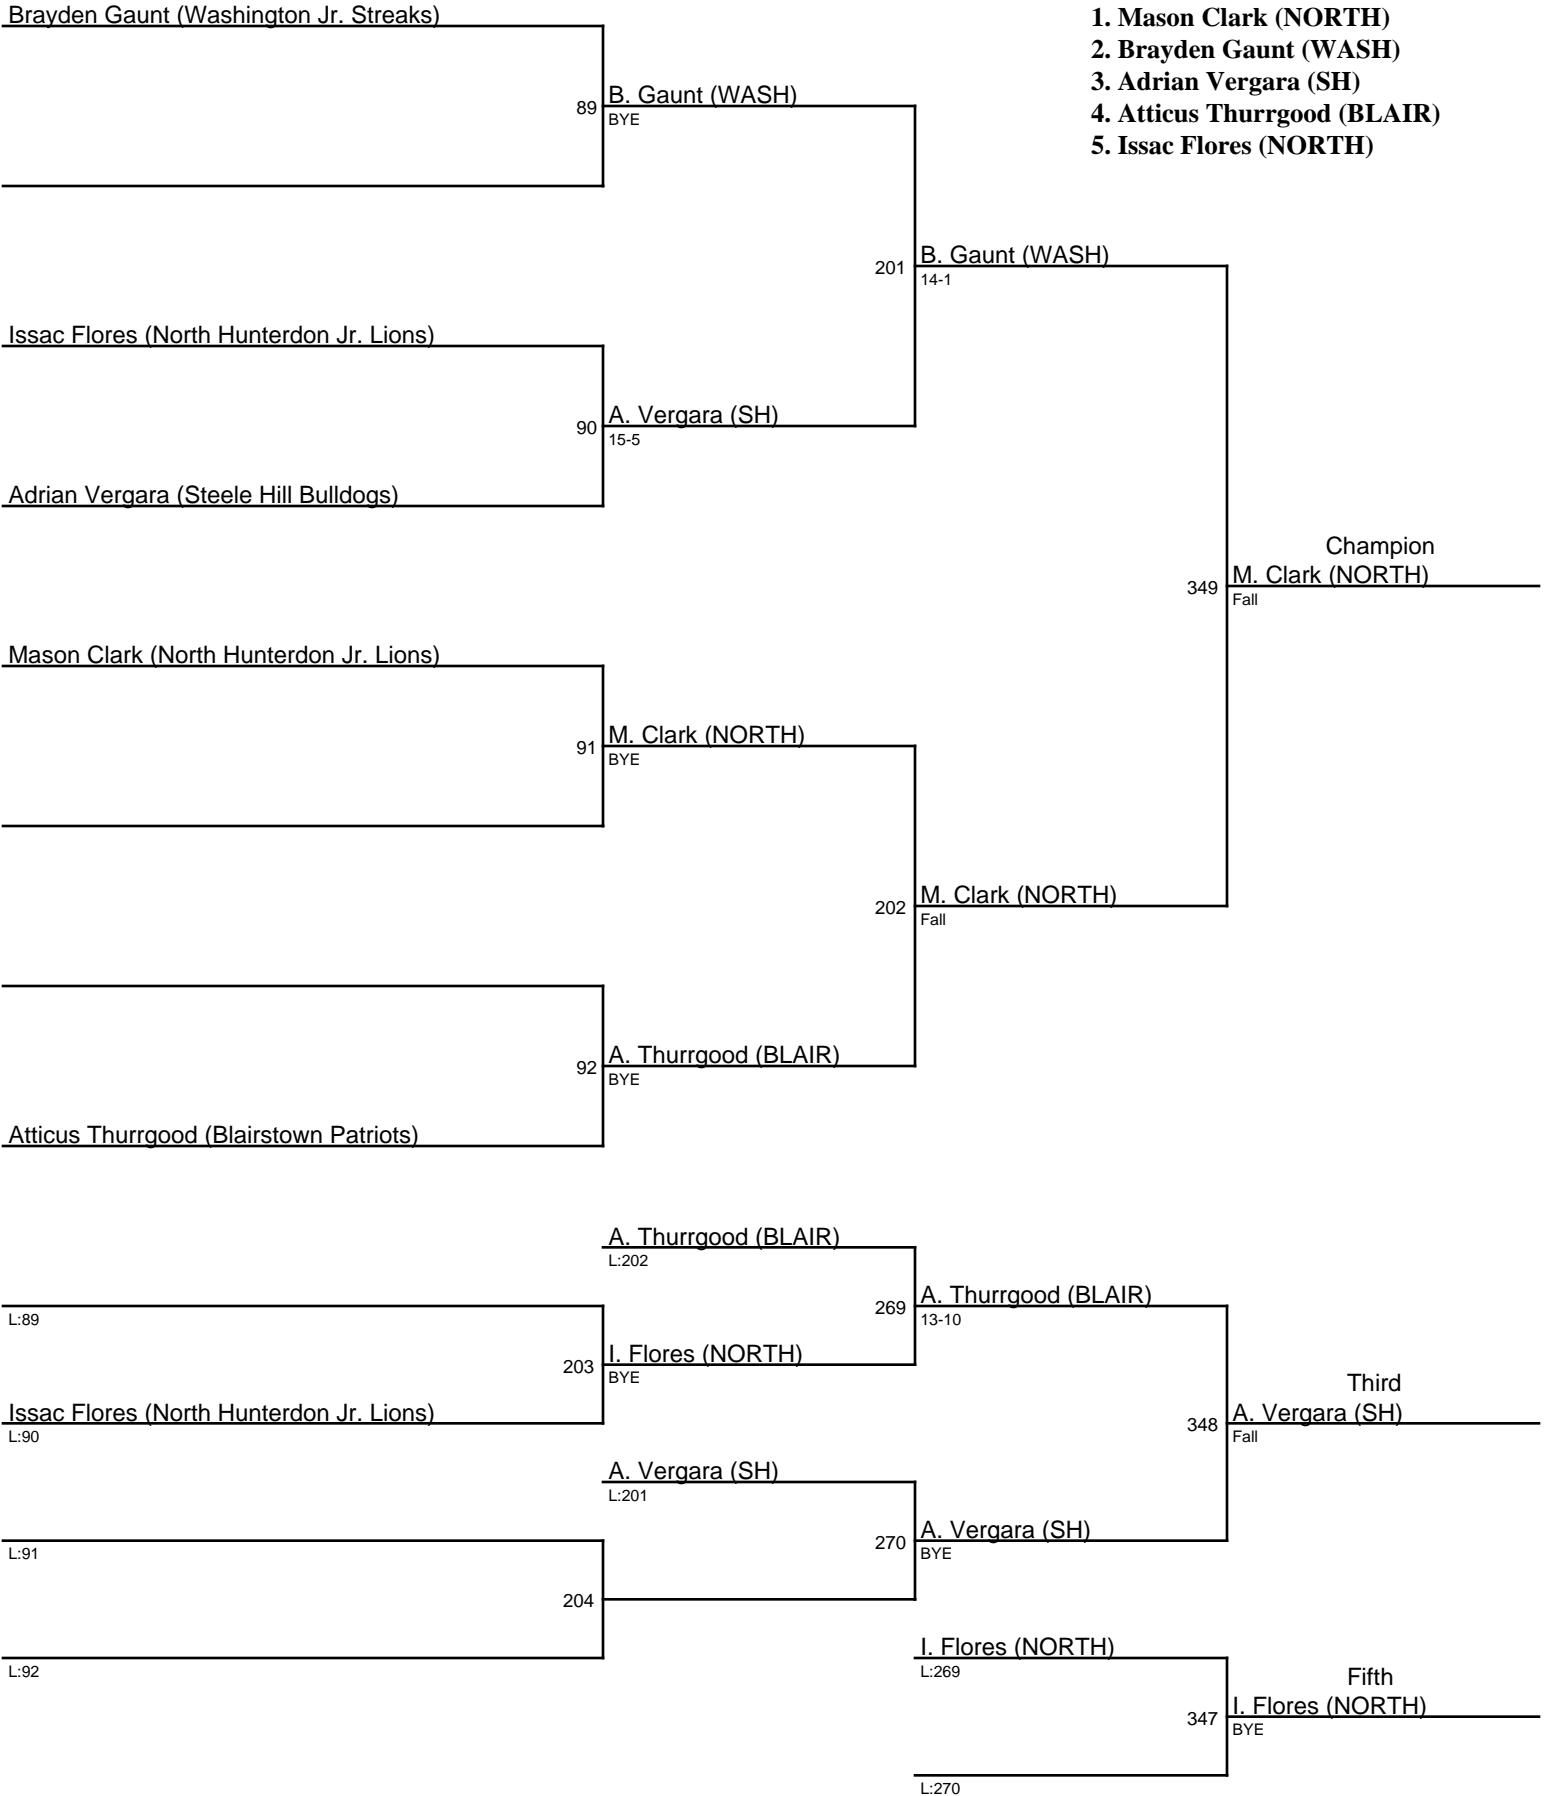 Brayden Gaunt (Washington Jr. Streaks)
1. Mason Clark (NORTH)
2. Brayden Gaunt (WASH)
3. Adrian Vergara (SH)
4. Atticus Thurrgood (BLAIR)
5. Issac Flores (NORTH)
89
B. Gaunt (WASH)
BYE
201
B. Gaunt (WASH)
14-1
Issac Flores (North Hunterdon Jr. Lions)
90
A. Vergara (SH)
15-5
Adrian Vergara (Steele Hill Bulldogs)
Champion
349
M. Clark (NORTH)
Fall
Mason Clark (North Hunterdon Jr. Lions)
91
M. Clark (NORTH)
BYE
202
M. Clark (NORTH)
Fall
92
A. Thurrgood (BLAIR)
BYE
Atticus Thurrgood (Blairstown Patriots)
A. Thurrgood (BLAIR)
L:202
L:89
269
A. Thurrgood (BLAIR)
13-10
203
I. Flores (NORTH)
BYE
Issac Flores (North Hunterdon Jr. Lions)
L:90
Third
348
A. Vergara (SH)
Fall
A. Vergara (SH)
L:201
L:91
270
A. Vergara (SH)
BYE
204
L:92
I. Flores (NORTH)
L:269
Fifth
347
I. Flores (NORTH)
BYE
L:270